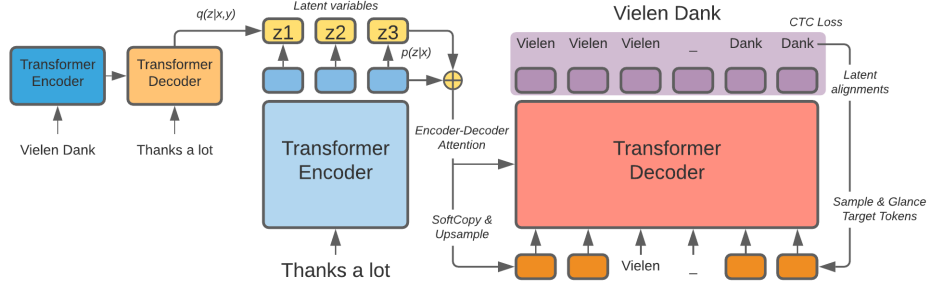 Latent variables
Vielen Dank
q(z|x,y)
z1 z2 z3
CTC Loss
Vielen Vielen Vielen _ Dank Dank
p(z|x)
Transformer
Encoder
Transformer
Decoder
Latent
alignments
Vielen Dank
Thanks a lot
Encoder-Decoder
Attention
Transformer
Encoder
Transformer
Decoder
SoftCopy &
Upsample
Sample & Glance
Target Tokens
Thanks a lot
Vielen _